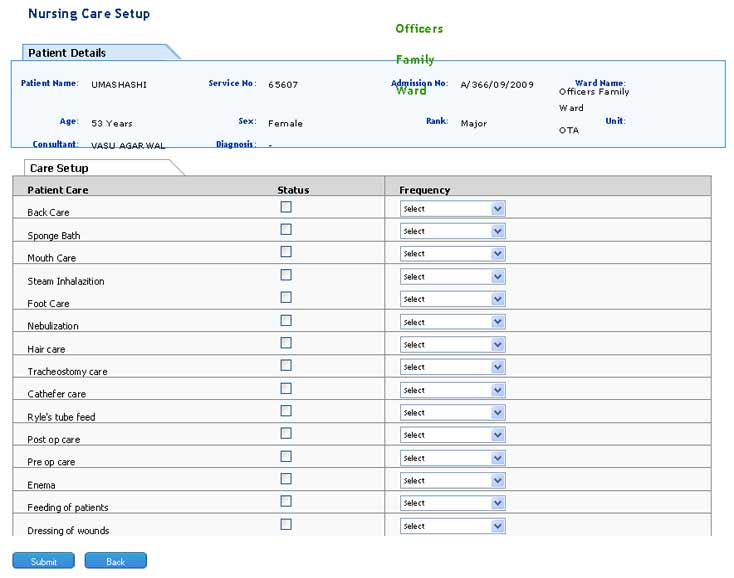 Nursing Care Setup
Officers
Family
Ward
Patient Details
Patient Name: UMASHASHI Service No: 65607 Admission No: A/366/09/2009 Ward Name: Officers Family
Ward
Age: 53 Years Sex: Female Rank: Major Unit: OTA
Consultant: VASU AGARWAL Diagnosis: -
Care Setup
Patient Care Status Frequency
Back Care Select
Sponge Bath Select
Mouth Care Select
Steam Inhalazition Select
Foot Care Select
Nebulization Select
Hair care Select
Tracheostomy care Select
Cathefer care Select
Ryle's tube feed Select
Post op care Select
Pre op care Select
Enema Select
Feeding of patients Select
Dressing of wounds Select
Submit Back